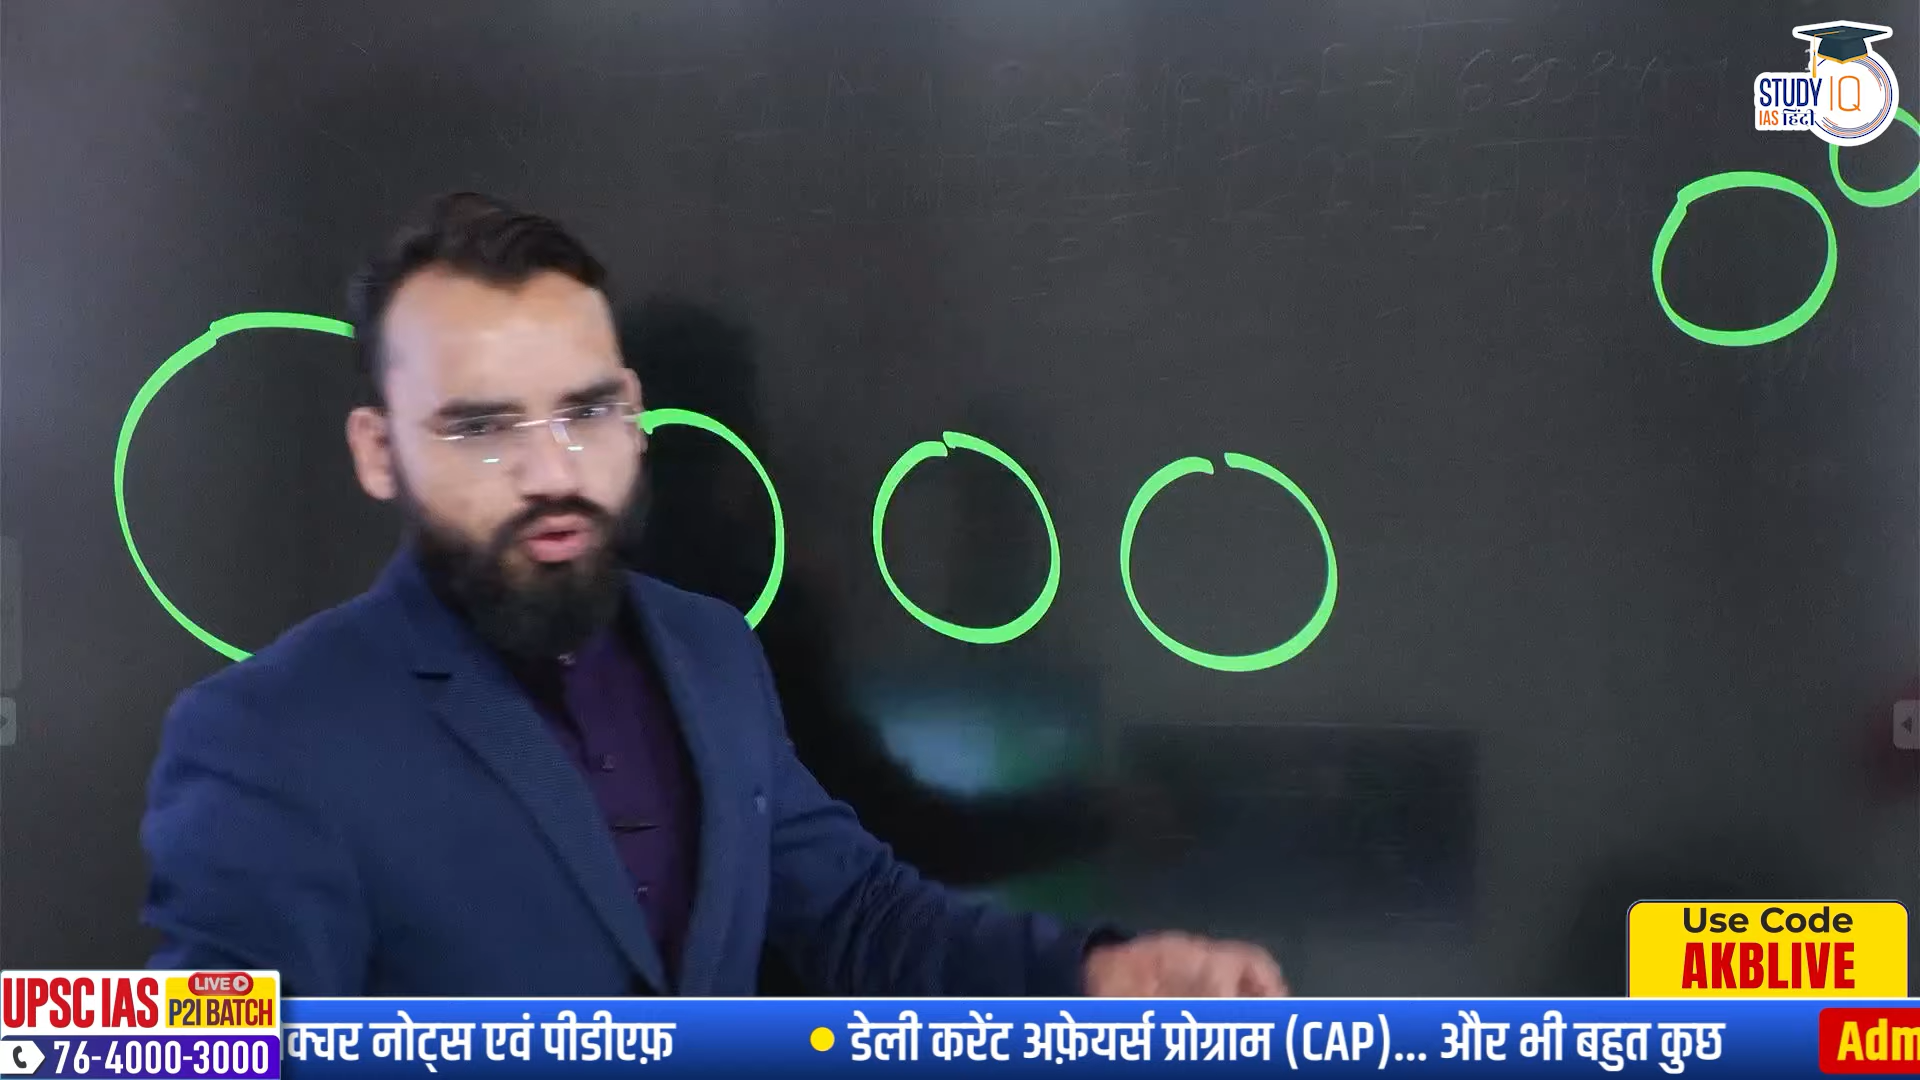 STUDY IQ
IAS हिंदी
Use Code
AKBLIVE
UPSC IAS
LIVE
P2I BATCH
76-4000-3000
क्चर नोट्स एवं पीडीएफ़
डेली करेंट अफ़ेयर्स प्रोग्राम (CAP)... और भी बहुत कुछ
Adm